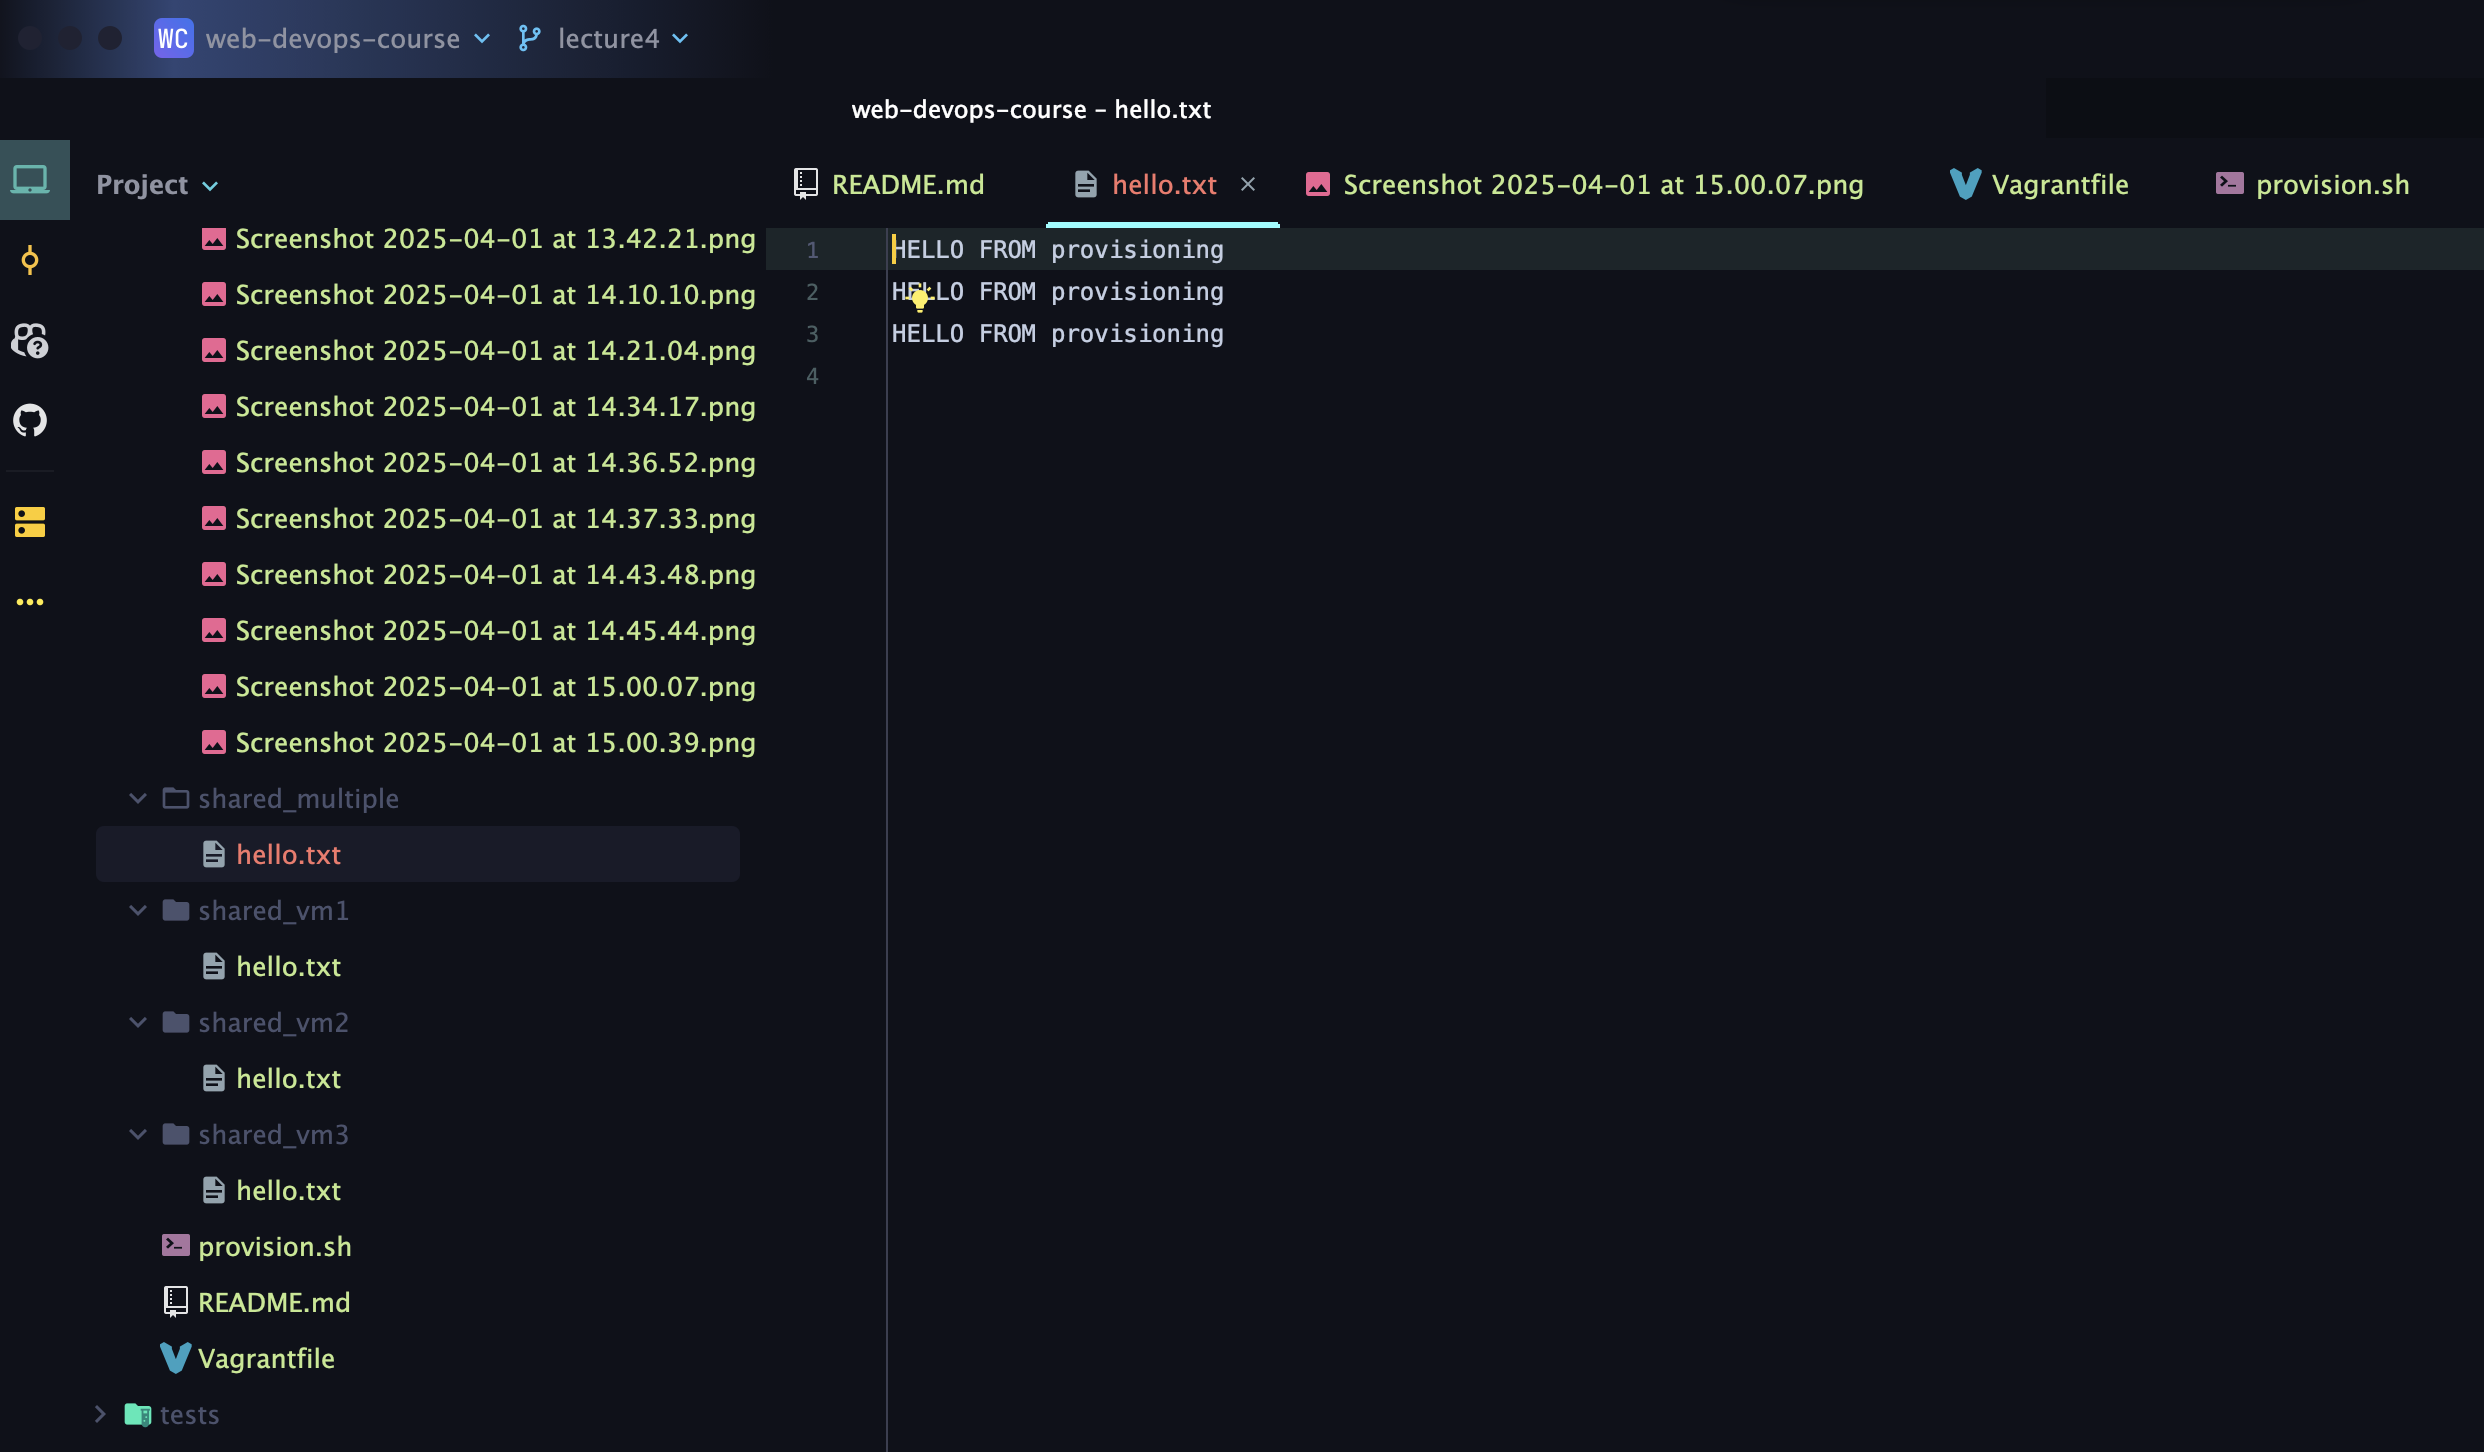 WC web-devops-course lecture4
web-devops-course – hello.txt
Project
README.md hello.txt Screenshot 2025-04-01 at 15.00.07.png Vagrantfile provision.sh
Screenshot 2025-04-01 at 13.42.21.png
Screenshot 2025-04-01 at 14.10.10.png
Screenshot 2025-04-01 at 14.21.04.png
Screenshot 2025-04-01 at 14.34.17.png
Screenshot 2025-04-01 at 14.36.52.png
Screenshot 2025-04-01 at 14.37.33.png
Screenshot 2025-04-01 at 14.43.48.png
Screenshot 2025-04-01 at 14.45.44.png
Screenshot 2025-04-01 at 15.00.07.png
Screenshot 2025-04-01 at 15.00.39.png
shared_multiple
hello.txt
shared_vm1
hello.txt
shared_vm2
hello.txt
shared_vm3
hello.txt
provision.sh
README.md
Vagrantfile
tests
1 HELLO FROM provisioning
2 HELLO FROM provisioning
3 HELLO FROM provisioning
4